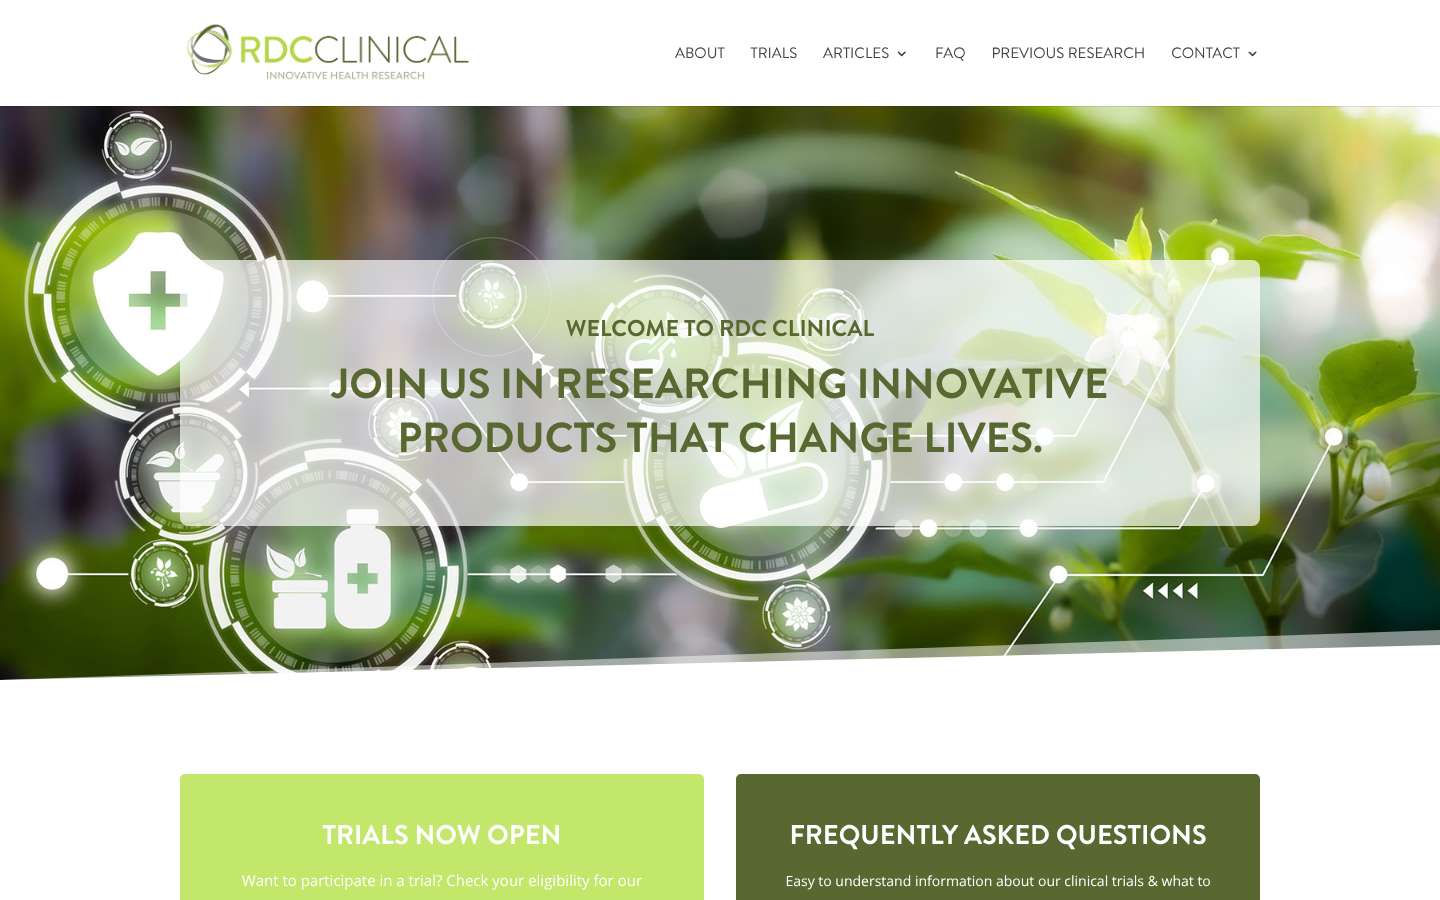 RDCCLINICAL
INNOVATIVE HEALTH RESEARCH
ABOUT TRIALS ARTICLES FAQ PREVIOUS RESEARCH CONTACT
WELCOME TO RDC CLINICAL
JOIN US IN RESEARCHING INNOVATIVE
PRODUCTS THAT CHANGE LIVES.
TRIALS NOW OPEN
Want to participate in a trial? Check your eligibility for our
FREQUENTLY ASKED QUESTIONS
Easy to understand information about our clinical trials & what to